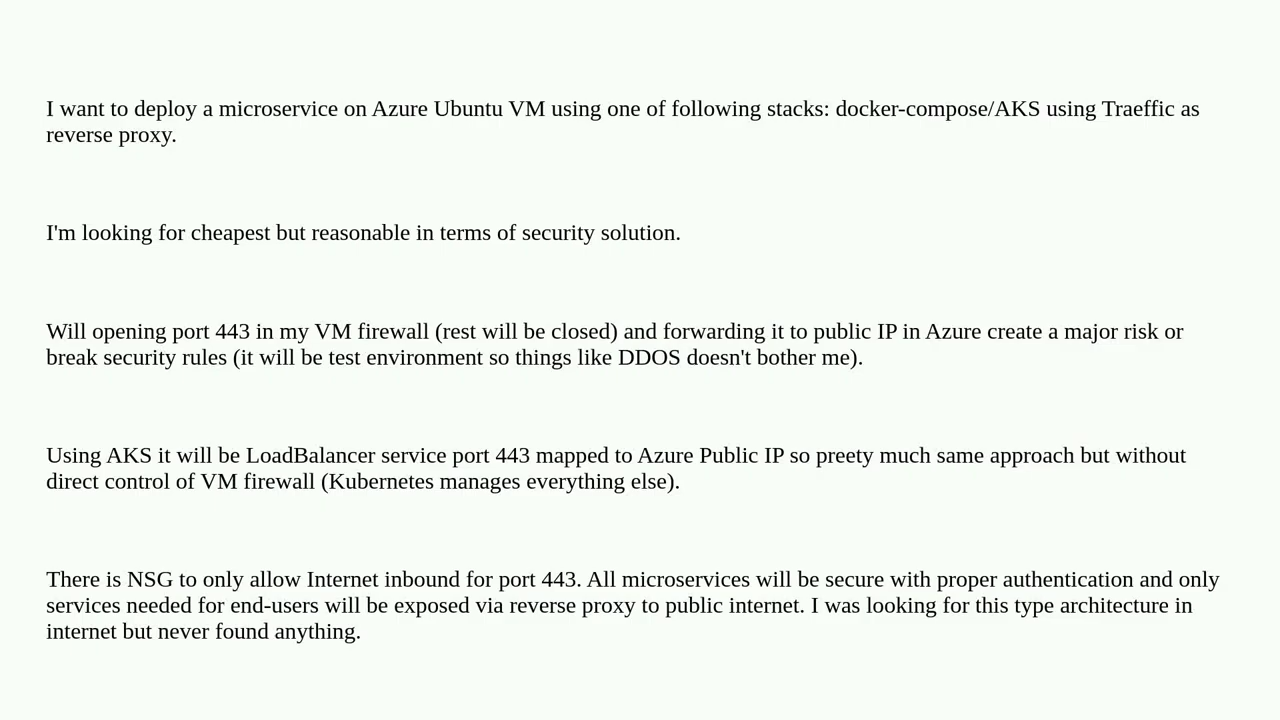 I want to deploy a microservice on Azure Ubuntu VM using one of following stacks: docker-compose/AKS using Traeffic as
reverse proxy.
I'm looking for cheapest but reasonable in terms of security solution.
Will opening port 443 in my VM firewall (rest will be closed) and forwarding it to public IP in Azure create a major risk or
break security rules (it will be test environment so things like DDOS doesn't bother me).
Using AKS it will be LoadBalancer service port 443 mapped to Azure Public IP so preety much same approach but without
direct control of VM firewall (Kubernetes manages everything else).
There is NSG to only allow Internet inbound for port 443. All microservices will be secure with proper authentication and only
services needed for end-users will be exposed via reverse proxy to public internet. I was looking for this type architecture in
internet but never found anything.